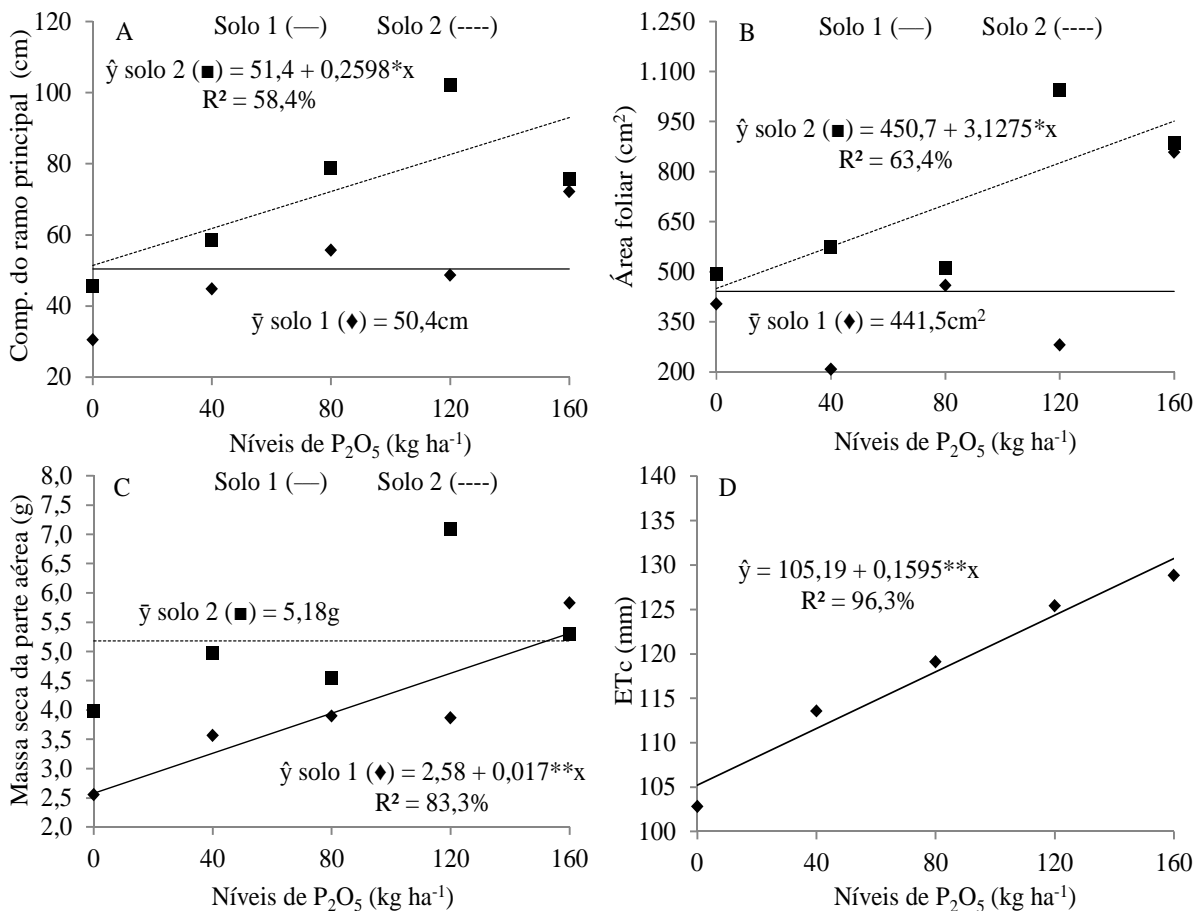 A
Solo 1 (—) Solo 2 (----)
ŷ solo 2 (■) = 51,4 + 0,2598*x
R² = 58,4%
ȳ solo 1 (♦) = 50,4cm
Comp. do ramo principal (cm)
120
100
80
60
40
20
0 40 80 120 160
Níveis de P₂O₅ (kg ha⁻¹)
B
Solo 1 (—) Solo 2 (----)
ŷ solo 2 (■) = 450,7 + 3,1275*x
R² = 63,4%
ȳ solo 1 (♦) = 441,5cm²
Área foliar (cm²)
1.250
1.100
950
800
650
500
350
200
0 40 80 120 160
Níveis de P₂O₅ (kg ha⁻¹)
C
Solo 1 (—) Solo 2 (----)
ȳ solo 2 (■) = 5,18g
ŷ solo 1 (♦) = 2,58 + 0,017**x
R² = 83,3%
Massa seca da parte aérea (g)
8,0
7,5
7,0
6,5
6,0
5,5
5,0
4,5
4,0
3,5
3,0
2,5
2,0
0 40 80 120 160
Níveis de P₂O₅ (kg ha⁻¹)
D
ŷ = 105,19 + 0,1595**x
R² = 96,3%
ETc (mm)
140
135
130
125
120
115
110
105
100
0 40 80 120 160
Níveis de P₂O₅ (kg ha⁻¹)